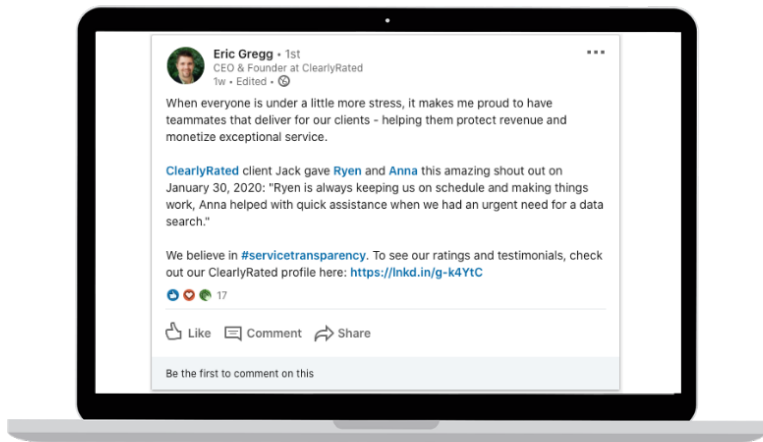 Eric Gregg • 1st
CEO & Founder at ClearlyRated
1w • Edited •
When everyone is under a little more stress, it makes me proud to have
teammates that deliver for our clients - helping them protect revenue and
monetize exceptional service.
ClearlyRated client Jack gave Ryen and Anna this amazing shout out on
January 30, 2020: "Ryen is always keeping us on schedule and making things
work, Anna helped with quick assistance when we had an urgent need for a data
search."
We believe in #servicetransparency. To see our ratings and testimonials, check
out our ClearlyRated profile here: https://lnkd.in/g-k4YtC
17
Like Comment Share
Be the first to comment on this